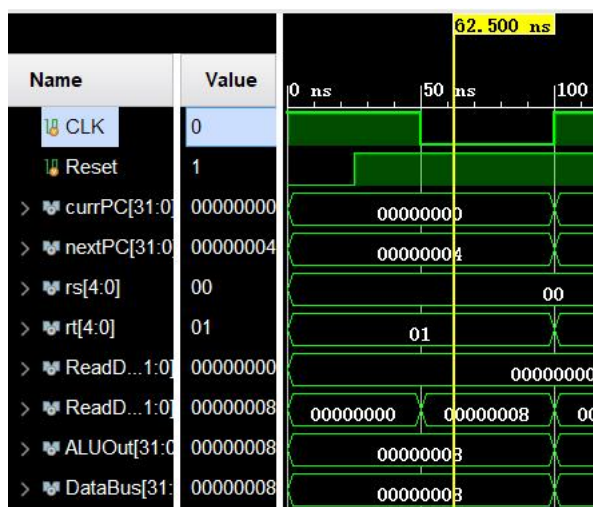 62.500 ns
Name Value 0 ns 50 ns 100
CLK 0
Reset 1
currPC[31:0] 00000000 00000000
nextPC[31:0] 00000004 00000004
rs[4:0] 00 00
rt[4:0] 01 01
ReadD...1:0] 00000000 00000000
ReadD...1:0] 00000008 00000000 00000008 00
ALUOut[31:0 00000008 00000008
DataBus[31: 00000008 00000008